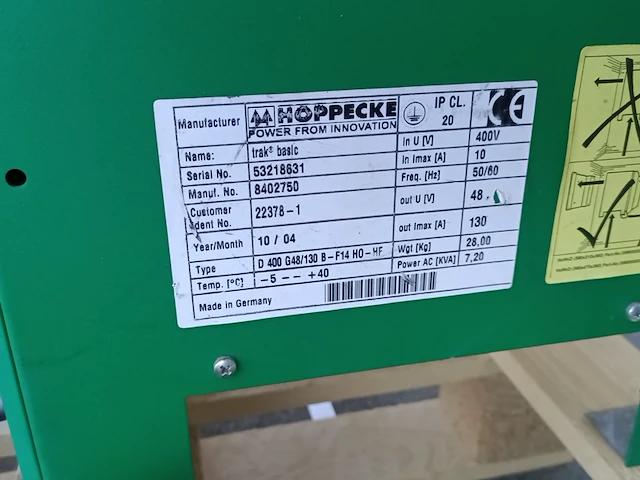 Manufacturer HOPPECKE IP CL. 20
POWER FROM INNOVATION
Name: trak® basic
Serial No. 53218631
Manuf. No. 8402750
Customer Ident No. 22378-1
Year/Month 10 / 04
Type D 400 G48/130 B-F14 HO-HF
Temp. [°C] -5 -- +40
Made in Germany
CE
in U [V] 400V
in Imax [A] 10
Freq. [Hz] 50/60
out U [V] 48,
out Imax [A] 130
Wgt [Kg] 28,00
Power AC [KVA] 7,20